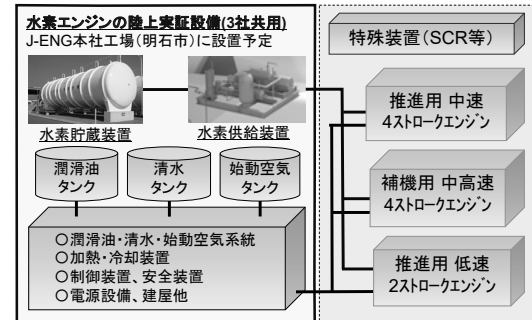 水素エンジンの陸上実証設備(3社共用)
J-ENG本社工場(明石市)に設置予定
水素貯蔵装置
水素供給装置
潤滑油
タンク
清水
タンク
始動空気
タンク
〇潤滑油・清水・始動空気系統
〇加熱・冷却装置
〇制御装置、安全装置
〇電源設備、建屋他
特殊装置(SCR等)
推進用 中速
4ストロークエンジン
補機用 中高速
4ストロークエンジン
推進用 低速
2ストロークエンジン